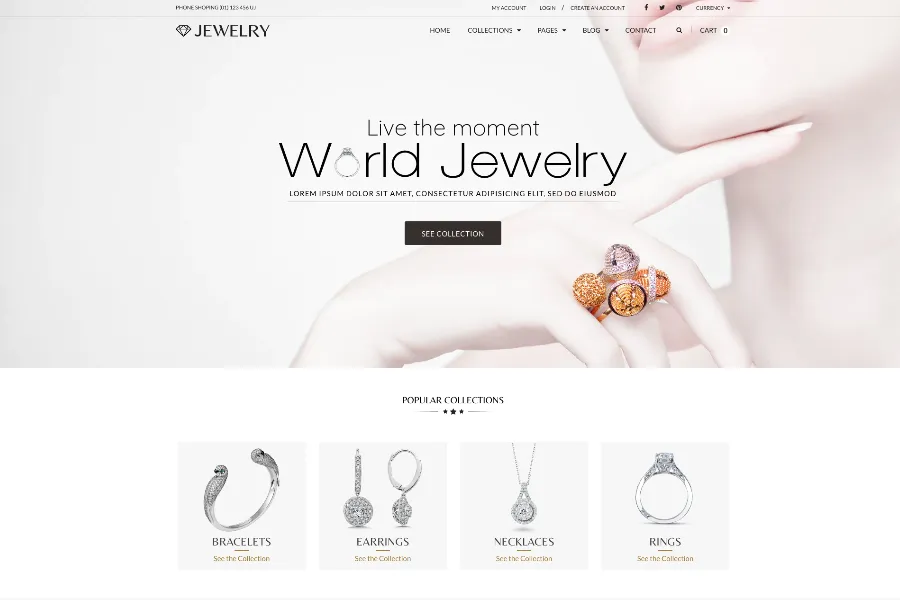 PHONE SHOPING (01) 123 456 UJ
MY ACCOUNT LOGIN / CREATE AN ACCOUNT CURRENCY
JEWELRY
HOME COLLECTIONS PAGES BLOG CONTACT CART 0
Live the moment
World Jewelry
LOREM IPSUM DOLOR SIT AMET, CONSECTETUR ADIPISICING ELIT, SED DO EIUSMOD
SEE COLLECTION
POPULAR COLLECTIONS
BRACELETS
See the Collection
EARRINGS
See the Collection
NECKLACES
See the Collection
RINGS
See the Collection